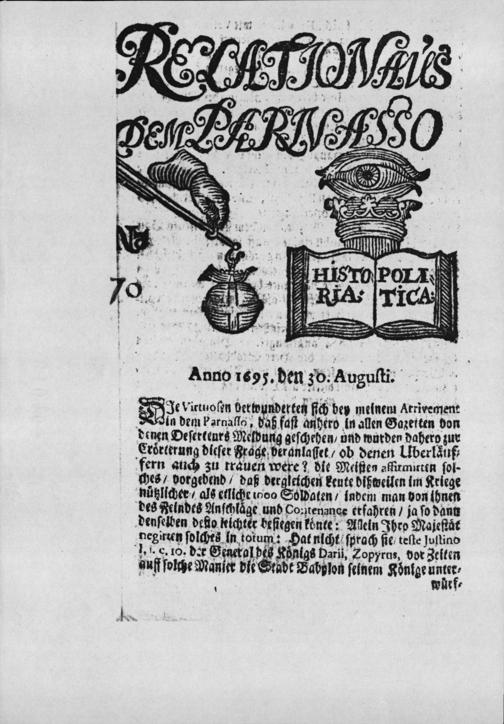 RELATION AUS
DEM PARNASSO
No
70
HISTO POLI
RIA: TICA:
Anno 1695. den 30. Augusti.
DIe Virtuosen verwunderten sich bey meinem Arrivement
in dem Parnasso, daß fast anhero in allen Gazeten von
denen Deserteurs Meldung geschehen/ und wurden dahero zur
Erörterung dieser Frage veranlasset/ ob denen Uberläuf-
fern auch zu trauen were? die Meisten affirmirten sol-
ches/ vorgebend/ daß dergleichen Leute bißweilen im Kriege
nützlicher/ als etliche 1000 Soldaten/ indem man von ihnen
des Feindes Anschläge und Contenance erfahren/ ja so dann
denselben desto leichter besiegen könte: Allein Ihro Majestät
negirten solches in totum: Hat nicht/ sprach sie/ teste Justino
l. 1. c. 10. der General des Königs Darii, Zopyrus, vor Zeiten
auff solche Manier die Stadt Babylon seinem Könige unter-
würf-